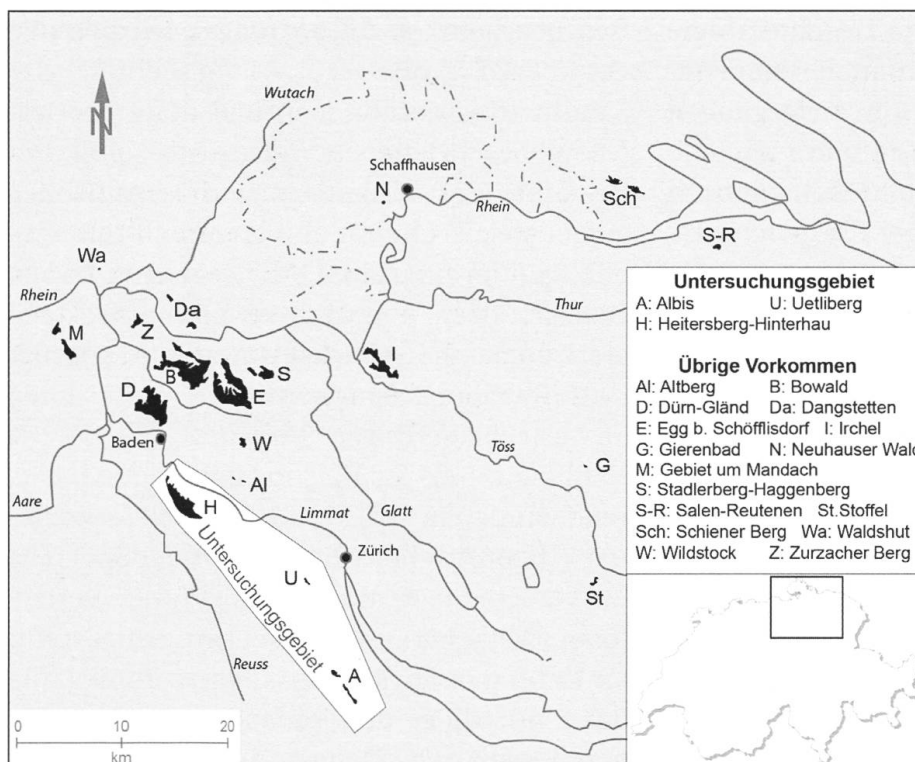 N
Wutach
Schaffhausen
N
Rhein
Sch
S-R
Wa
Rhein
M
Z
Da
Thur
B
S
E
I
D
Baden
W
Töss
G
Aare
Al
H
Limmat
Glatt
Untersuchungsgebiet
Zürich
U
St
Reuss
A
0 10 20
km
Untersuchungsgebiet
A: Albis U: Uetliberg
H: Heitersberg-Hinterhau
Übrige Vorkommen
Al: Altberg B: Bowald
D: Dürn-Gländ Da: Dangstetten
E: Egg b. Schöfflisdorf I: Irchel
G: Gierenbad N: Neuhauser Wald
M: Gebiet um Mandach
S: Stadlerberg-Haggenberg
S-R: Salen-Reutenen St.Stoffel
Sch: Schiener Berg Wa: Waldshut
W: Wildstock Z: Zurzacher Berg